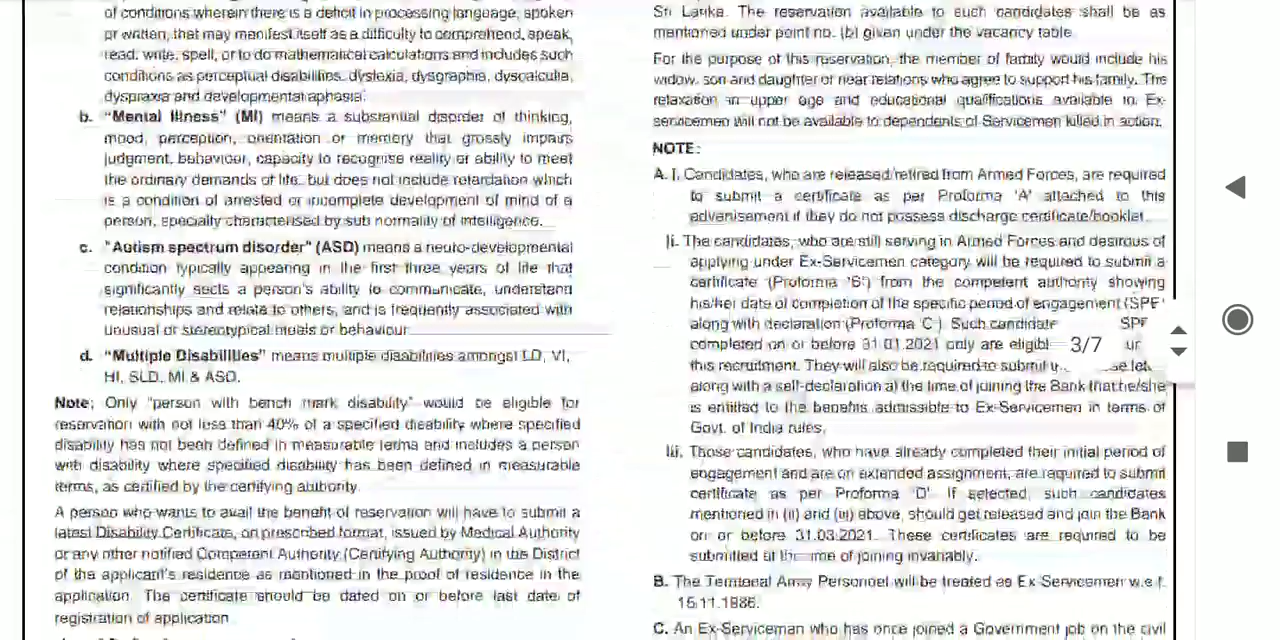 of conditions wherein there is a deficit in processing language, spoken
or written, that may manifest itself as a difficulty to comprehend, speak,
read, write, spell, or to do mathematical calculations and includes such
conditions as perceptual disabilities, dyslexia, dysgraphia, dyscalculia,
dyspraxia and developmental aphasia.
b. "Mental Illness" (MI) means a substantial disorder of thinking,
mood, perception, orientation or memory that grossly impairs
judgment, behaviour, capacity to recognise reality or ability to meet
the ordinary demands of life, but does not include retardation which
is a condition of arrested or incomplete development of mind of a
person, specially characterised by sub normality of intelligence.
c. "Autism spectrum disorder" (ASD) means a neuro-developmental
condition typically appearing in the first three years of life that
significantly a person's ability to communicate, understand
relationships and relate to others, and is frequently associated with
unusual or stereotypical or behaviour
d. "Multiple Disabilities" means multiple disabilities amongst LD, VI,
HI, SLD, MI & ASD.
Note: Only "person with bench mark disability" would be eligible for
reservation with not less than 40% of a specified disability where specified
disability has not been defined in measurable terms and includes a person
with disability where specified disability has been defined in measurable
terms, as certified by the certifying authority.
A person who wants to avail the benefit of reservation will have to submit a
latest Disability Certificate, on prescribed format, issued by Medical Authority
or any other notified Competent Authority (Certifying Authority) in the District
of the applicant's residence as mentioned in the proof of residence in the
application. The certificate should be dated on or before last date of
registration of application
Sri Lanka. The reservation available to such candidates shall be as
mentioned under point no. (b) given under the vacancy table.
For the purpose of this reservation, the member of family would include his
widow, son and daughter or near relations who agree to support his family. The
relaxation in upper age and educational qualifications available to Ex-
servicemen will not be available to dependents of Servicemen killed in action.
NOTE:
A. i. Candidates, who are released/retired from Armed Forces, are required
to submit a certificate as per Proforma 'A' attached to this
advertisement if they do not possess discharge certificate/booklet.
ii. The candidates, who are still serving in Armed Forces and desirous of
applying under Ex-Servicemen category will be required to submit a
certificate (Proforma 'B') from the competent authority showing
his/her date of completion of the specific period of engagement (SPE)
along with declaration (Proforma 'C'). Such SPE
completed on or before 31.01.2021 only are
this recruitment. They will also be required to submit
along with a self-declaration at the time of joining the Bank that he/she
is entitled to the benefits admissible to Ex-Servicemen in terms of
Govt. of India rules.
iii. Those candidates, who have already completed their initial period of
engagement and are on extended assignment, are required to submit
certificate as per Proforma 'D'. If selected, such candidates
mentioned in (ii) and (iii) above, should get released and join the Bank
on or before 31.03.2021. These certificates are required to be
submitted at of joining invariably.
B. The Territorial Army Personnel will be treated as Ex-Servicemen w.e.f.
15.11.1986.
C. An Ex-Serviceman who has once joined a Government job on the civil
3/7